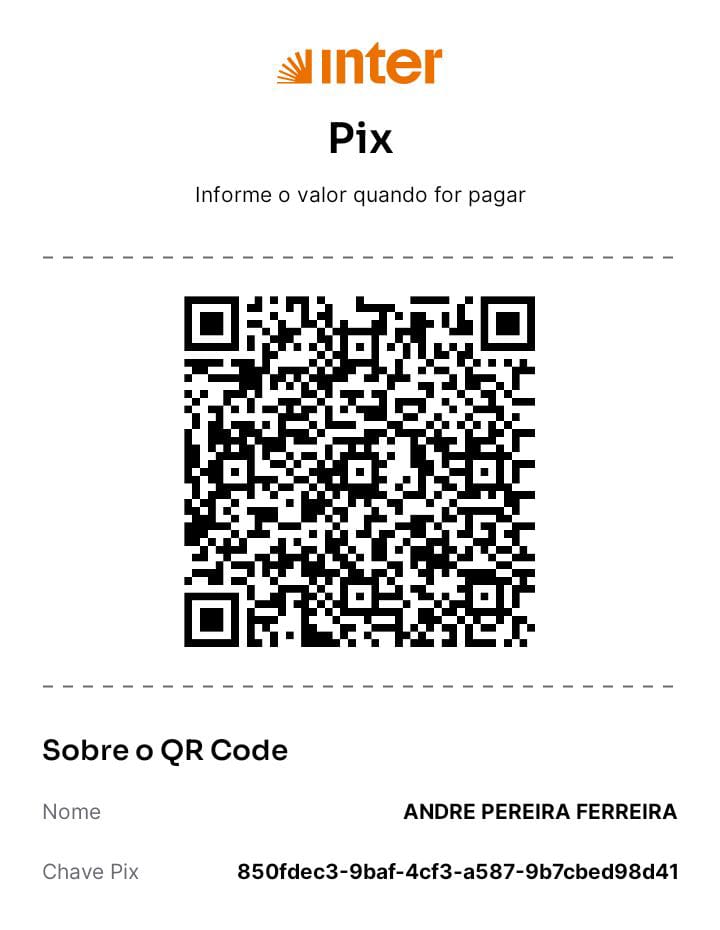 inter
Pix
Informe o valor quando for pagar
Sobre o QR Code
Nome ANDRE PEREIRA FERREIRA
Chave Pix 850fdec3-9baf-4cf3-a587-9b7cbed98d41